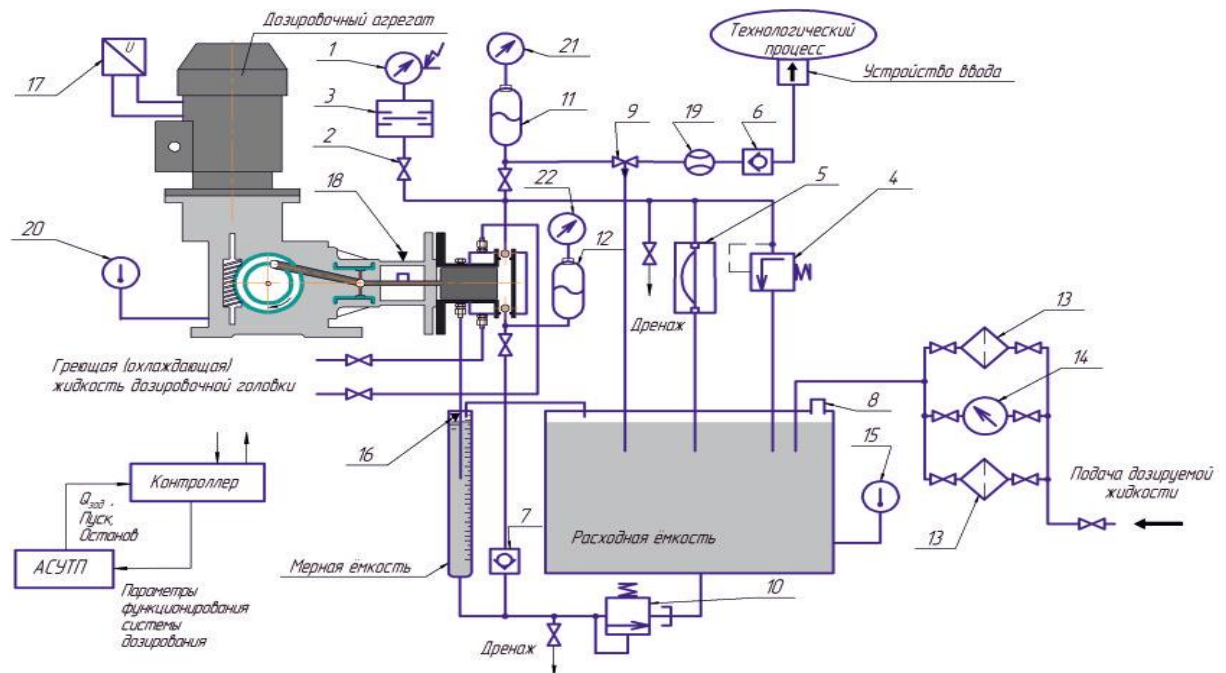 Дозировочный агрегат
U
17
1
3
2
21
11
Технологический
процесс
Устройство ввода
9
19
6
5
4
18
22
12
20
Дренаж
13
14
Греющая (охлаждающая)
жидкость дозировочной головки
8
15
16
Контроллер
Qзад .
Пуск,
Останов
АСУТП
Параметры
функционирования
системы
дозирования
7
Мерная ёмкость
Расходная ёмкость
Подача дозируемой
жидкости
13
10
Дренаж